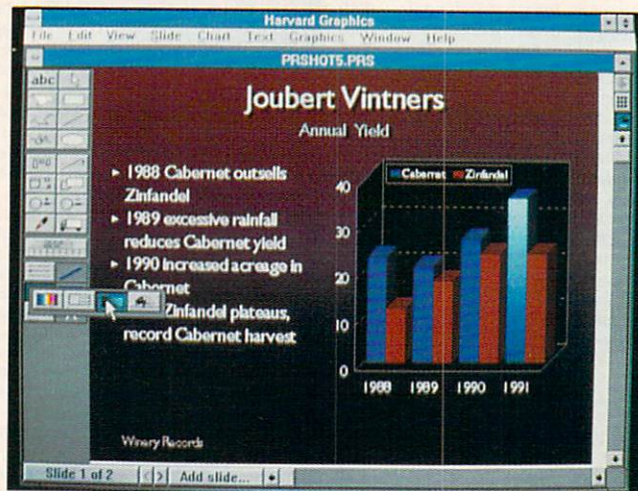 Harvard Graphics
File Edit View Slide Chart Text Graphics Window Help
PRSHOT5.PRS
abc
Joubert Vintners
Annual Yield
▸ 1988 Cabernet outsells
Zinfandel
▸ 1989 excessive rainfall
reduces Cabernet yield
▸ 1990 increased acreage in
Cabernet
Zinfandel plateaus,
record Cabernet harvest
Cabernet Zinfandel
40
30
20
10
0
1988 1989 1990 1991
Winery Records
Slide 1 of 2 < > Add slide...